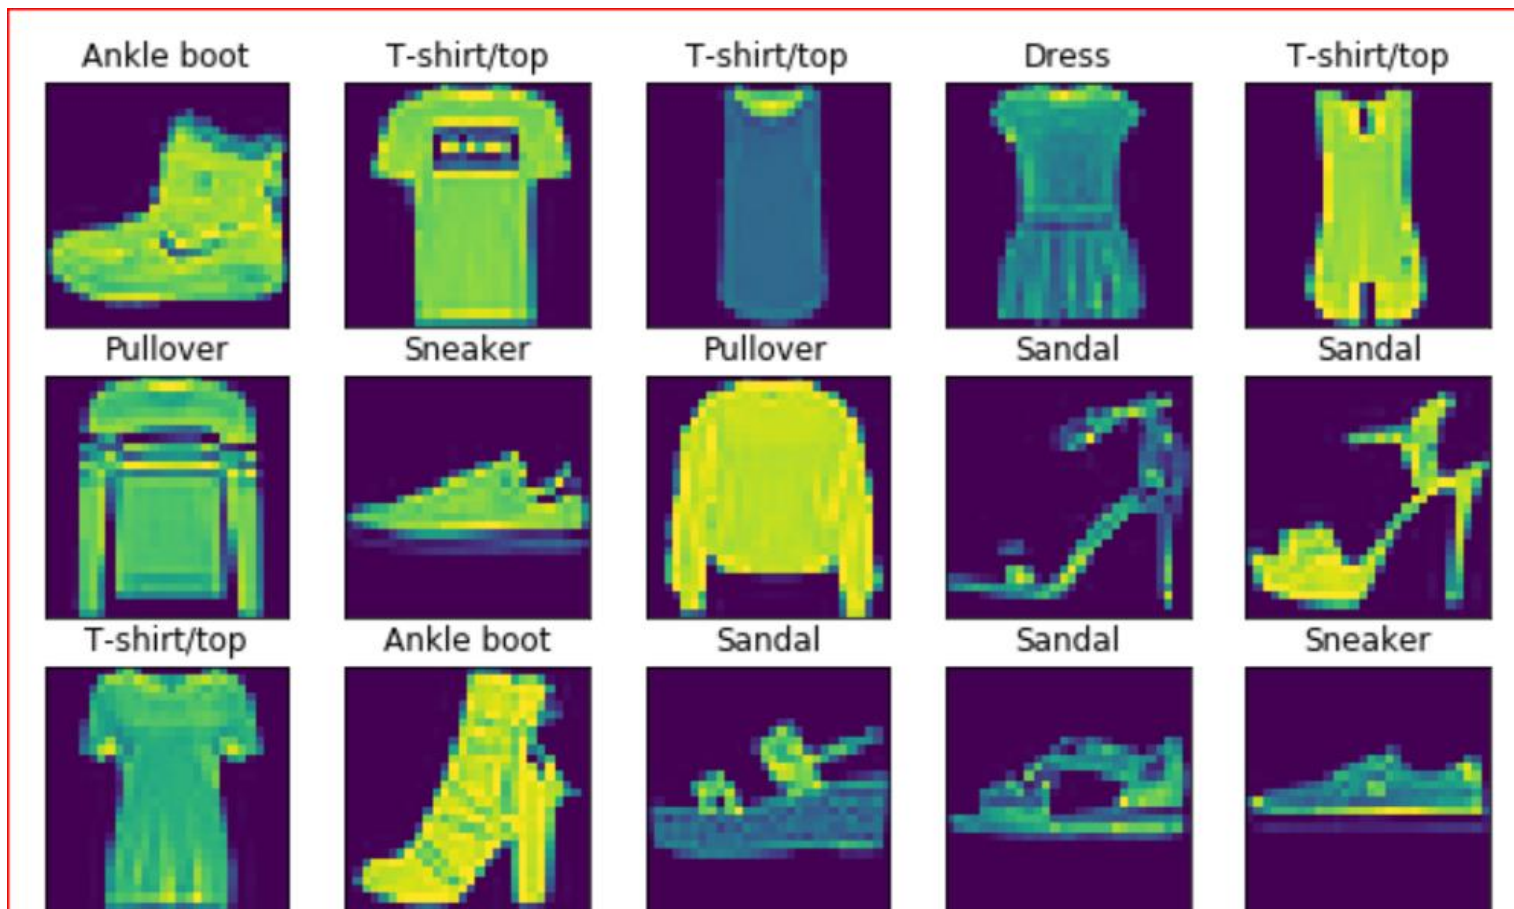 Ankle boot T-shirt/top T-shirt/top Dress T-shirt/top
Pullover Sneaker Pullover Sandal Sandal
T-shirt/top Ankle boot Sandal Sandal Sneaker